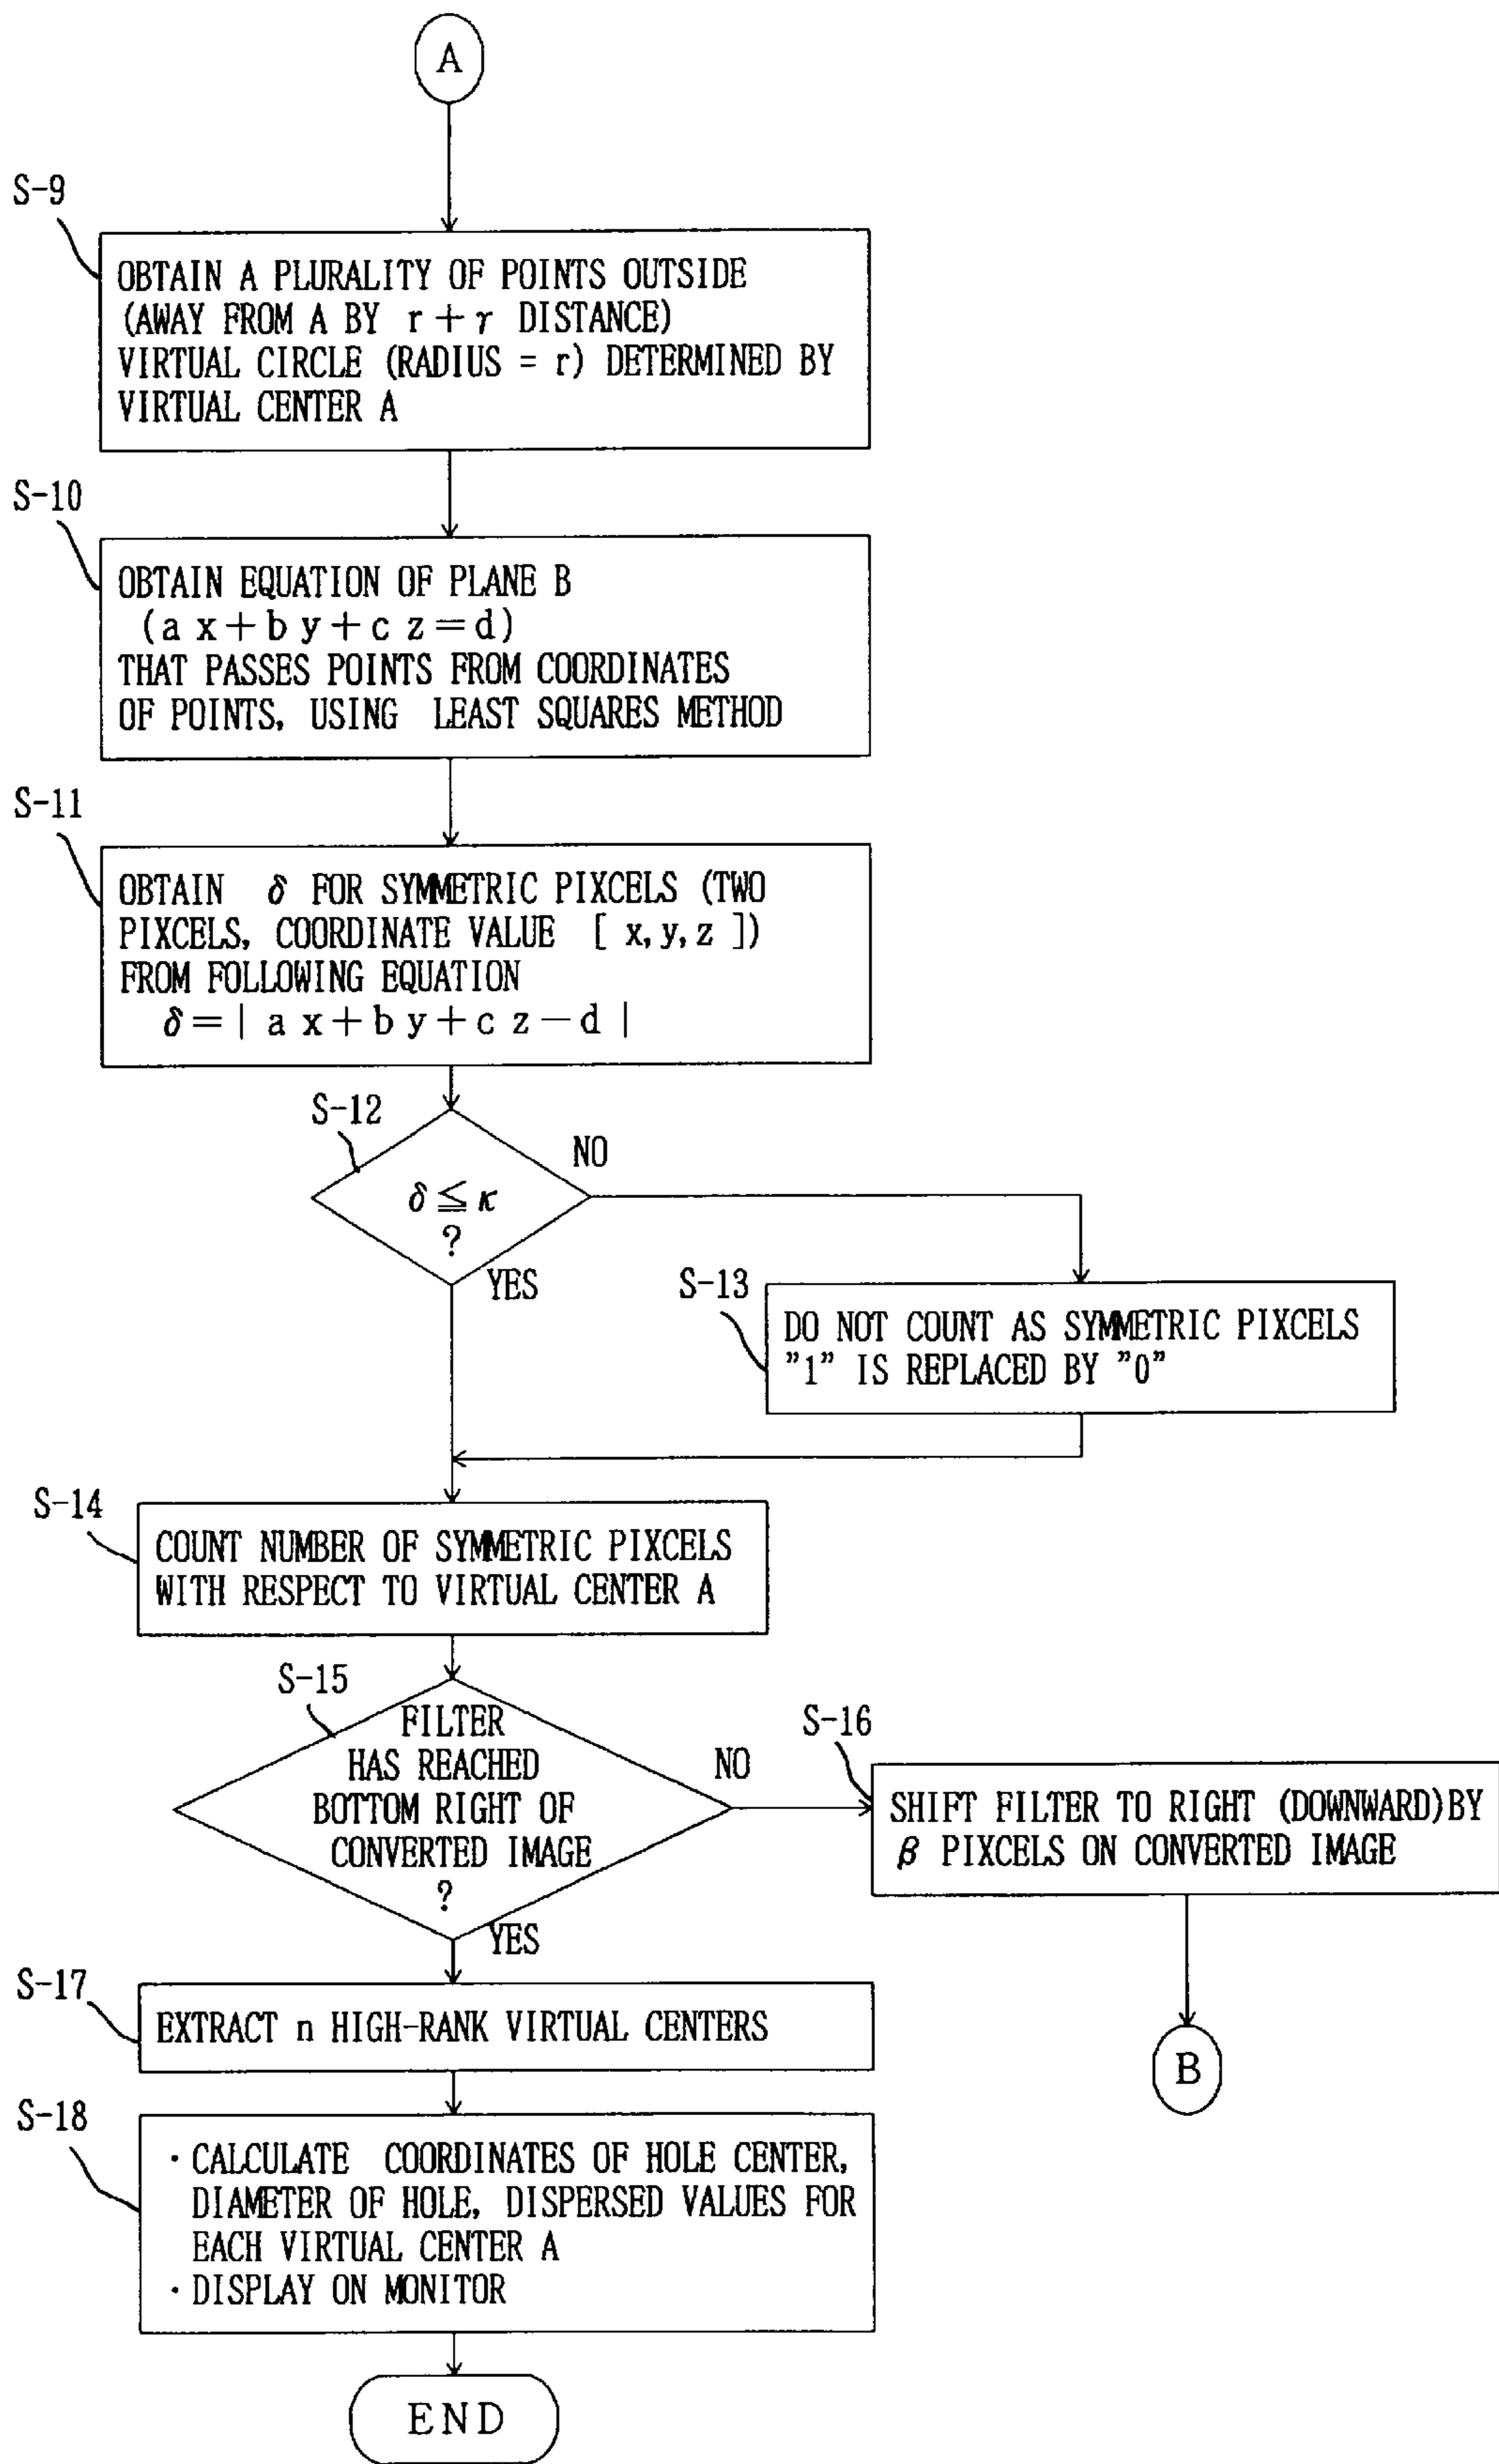 A
S-9
OBTAIN A PLURALITY OF POINTS OUTSIDE
(AWAY FROM A BY r+γ DISTANCE)
VIRTUAL CIRCLE (RADIUS = r) DETERMINED BY
VIRTUAL CENTER A
S-10
OBTAIN EQUATION OF PLANE B
(ax+by+cz=d)
THAT PASSES POINTS FROM COORDINATES
OF POINTS, USING LEAST SQUARES METHOD
S-11
OBTAIN δ FOR SYMMETRIC PIXCELS (TWO
PIXCELS, COORDINATE VALUE [ x,y,z ])
FROM FOLLOWING EQUATION
δ=| ax+by+cz-d |
S-12
δ≦κ
?
NO
YES
S-13
DO NOT COUNT AS SYMMETRIC PIXCELS
"1" IS REPLACED BY "0"
S-14
COUNT NUMBER OF SYMMETRIC PIXCELS
WITH RESPECT TO VIRTUAL CENTER A
S-15
FILTER
HAS REACHED
BOTTOM RIGHT OF
CONVERTED IMAGE
?
NO
YES
S-16
SHIFT FILTER TO RIGHT (DOWNWARD)BY
β PIXCELS ON CONVERTED IMAGE
B
S-17
EXTRACT n HIGH-RANK VIRTUAL CENTERS
S-18
· CALCULATE COORDINATES OF HOLE CENTER,
DIAMETER OF HOLE, DISPERSED VALUES FOR
EACH VIRTUAL CENTER A
· DISPLAY ON MONITOR
END